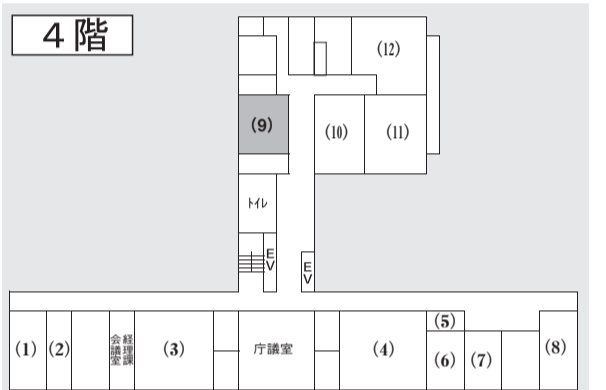 4階
(12)
(9)
(10)
(11)
トイレ
EV
EV
(1)
(2)
経理課
会議室
(3)
庁議室
(4)
(5)
(6)
(7)
(8)